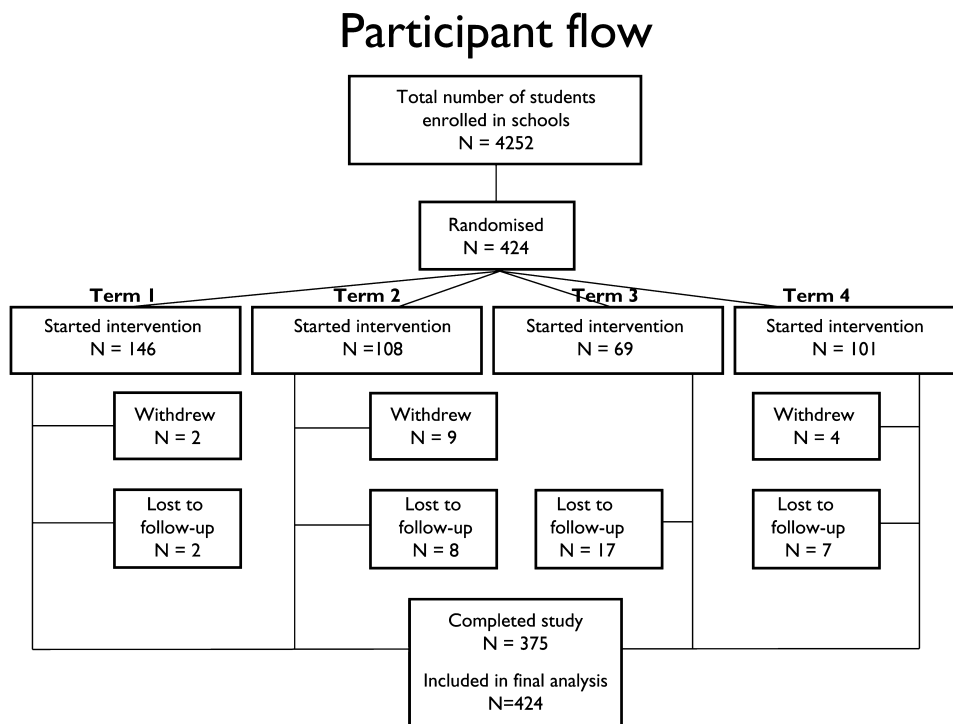 Participant flow
Total number of students
enrolled in schools
N = 4252
Randomised
N = 424
Term 1
Term 2
Term 3
Term 4
Started intervention
N = 146
Started intervention
N =108
Started intervention
N = 69
Started intervention
N = 101
Withdrew
N = 2
Withdrew
N = 9
Withdrew
N = 4
Lost to
follow-up
N = 2
Lost to
follow-up
N = 8
Lost to
follow-up
N = 17
Lost to
follow-up
N = 7
Completed study
N = 375
Included in final analysis
N=424